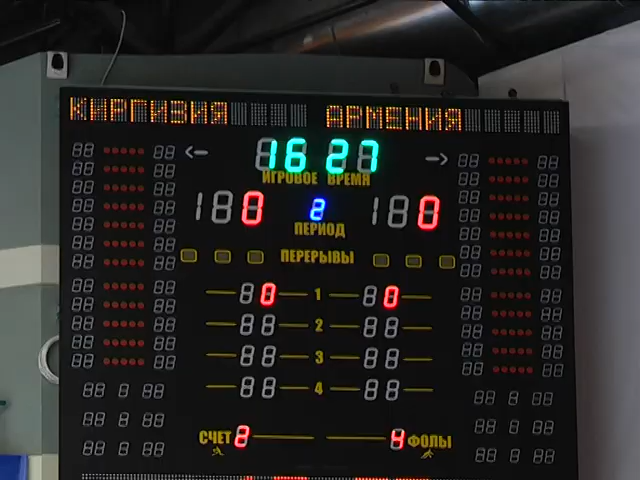 КИРГИЗИЯ АРМЕНИЯ
16 27
ИГРОВОЕ ВРЕМЯ
0 2 0
ПЕРИОД
ПЕРЕРЫВЫ
0 1 0
2
3
4
СЧЕТ 2 4 ФОЛЫ